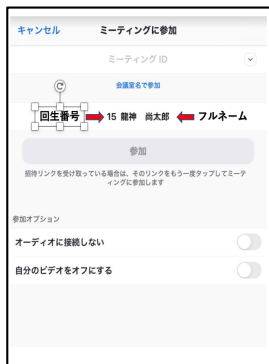 キャンセル ミーティングに参加
ミーティング ID
会議室名で参加
回生番号 15 龍神 尚太郎 フルネーム
参加
招待リンクを受け取っている場合は、そのリンクをもう一度タップしてミーテ
ィングに参加します
参加オプション
オーディオに接続しない
自分のビデオをオフにする